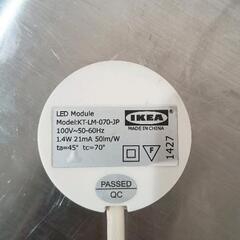 LED Module
Model:KT-LM-070-JP
100V~50-60Hz
1.4W 21mA 50lm/W
ta=45° tc=70°
IKEA
MADE IN CHINA
F
1427
PASSED
QC